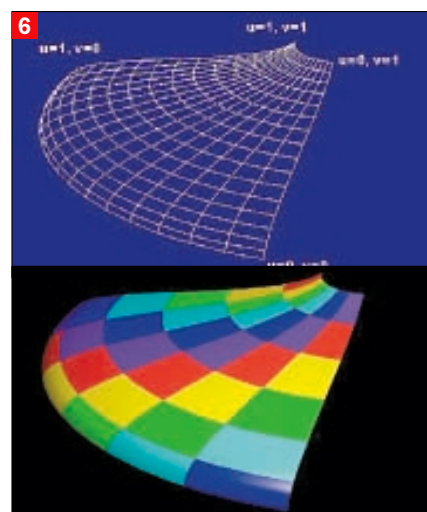 6
u=1, v=1
u=1, v=0
u=0, v=1
u=0, v=0